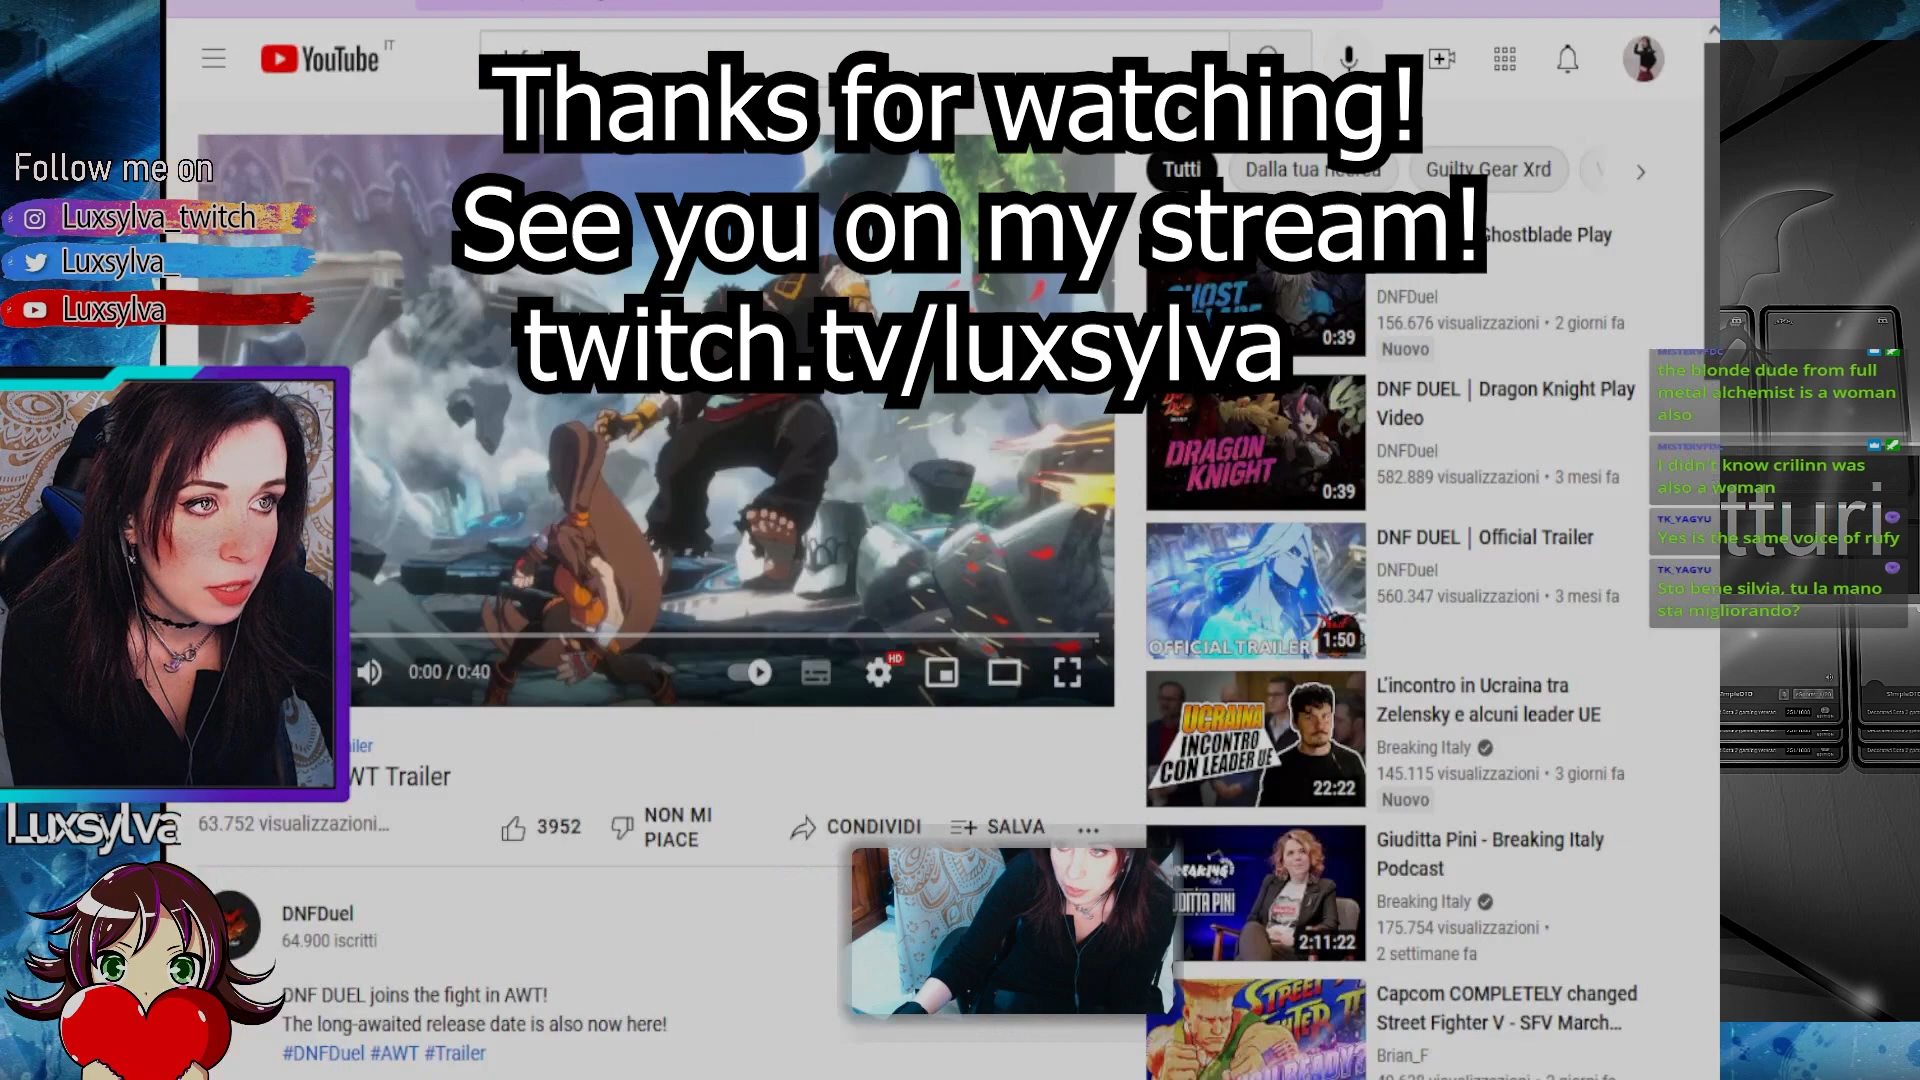 YouTube IT
Thanks for watching!
See you on my stream!
twitch.tv/luxsylva
Follow me on
Luxsylva_twitch
Luxsylva_
Luxsylva
Tutti
Dalla tua
Guilty Gear Xrd
Ghostblade Play
DNFDuel
156.676 visualizzazioni • 2 giorni fa
Nuovo
0:39
DNF DUEL | Dragon Knight Play
Video
DNFDuel
582.889 visualizzazioni • 3 mesi fa
DRAGON
KNIGHT
0:39
DNF DUEL | Official Trailer
DNFDuel
560.347 visualizzazioni • 3 mesi fa
OFFICIAL TRAILER
1:50
L'incontro in Ucraina tra
Zelensky e alcuni leader UE
Breaking Italy
145.115 visualizzazioni • 3 giorni fa
Nuovo
UCRAINA
INCONTRO
CON LEADER UE
22:22
Giuditta Pini - Breaking Italy
Podcast
Breaking Italy
175.754 visualizzazioni •
2 settimane fa
2:11:22
Capcom COMPLETELY changed
Street Fighter V - SFV March...
Brian_F
MISTERVFDC
the blonde dude from full
metal alchemist is a woman
also
MISTERVFDC
I didn't know crilinn was
also a woman
TK_YAGYU
Yes is the same voice of rufy
TK_YAGYU
Sto bene silvia, tu la mano
sta migliorando?
tturi
0:00 / 0:40
HD
AWT Trailer
63.752 visualizzazioni...
3952
NON MI
PIACE
CONDIVIDI
SALVA
Luxsylva
DNFDuel
64.900 iscritti
DNF DUEL joins the fight in AWT!
The long-awaited release date is also now here!
#DNFDuel #AWT #Trailer